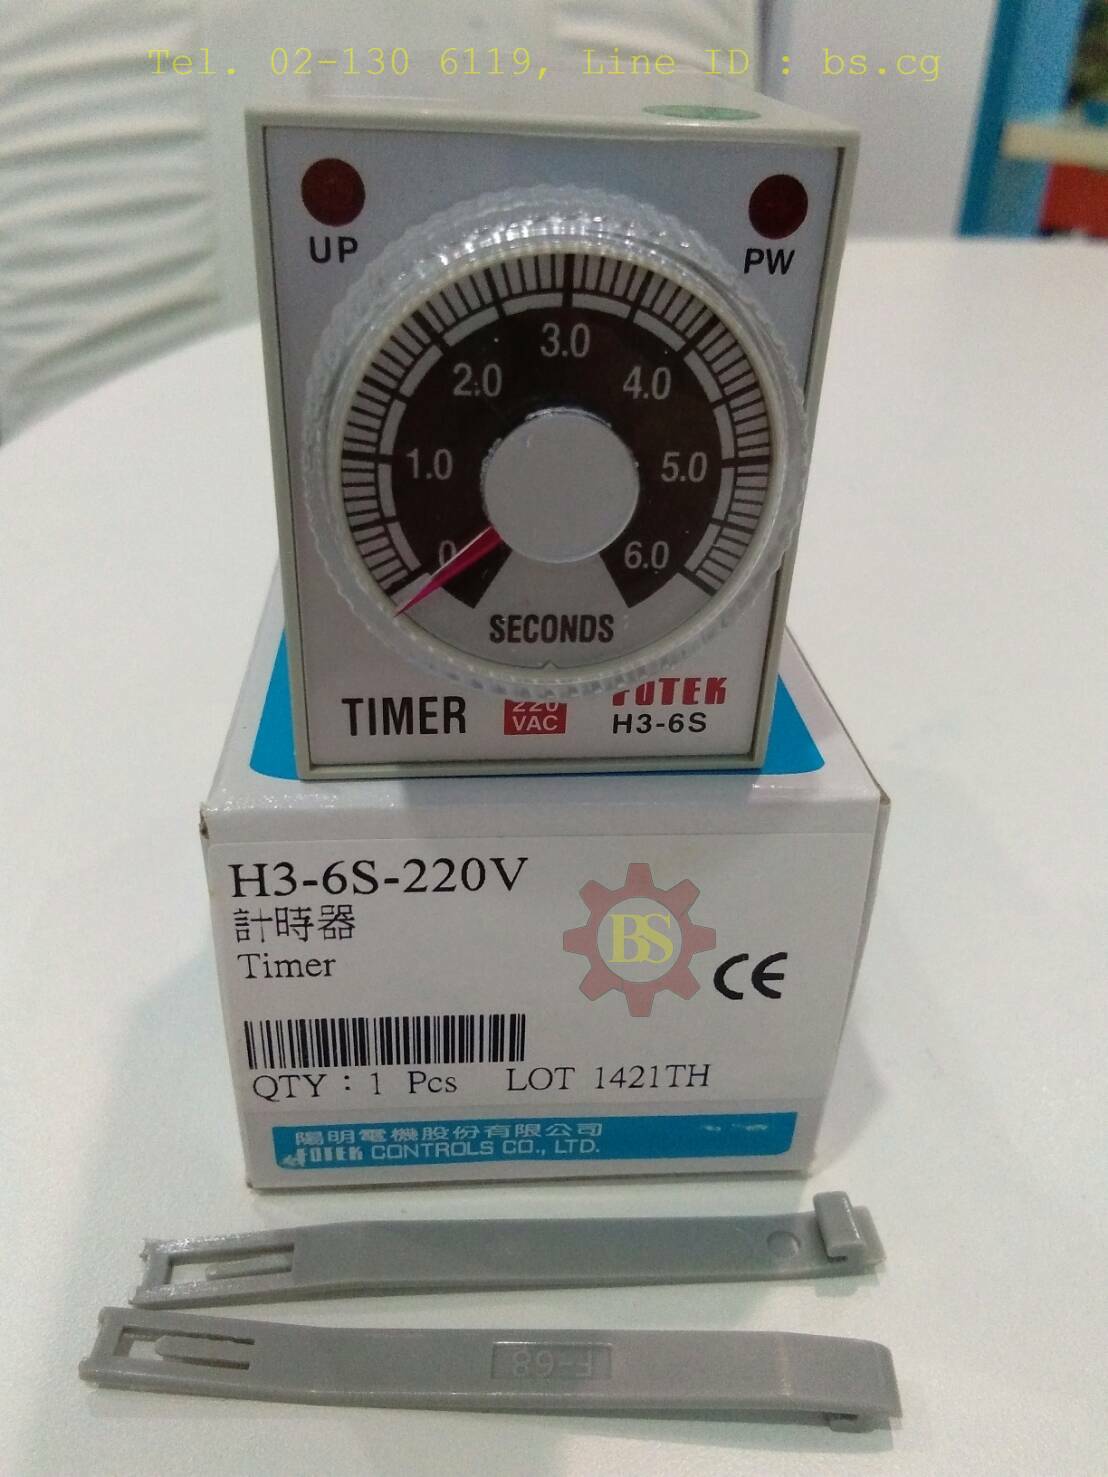 Tel. 02-130 6119, Line ID : bs.cg
UP
PW
3.0
2.0 4.0
1.0 5.0
0 6.0
SECONDS
TIMER 220 VAC FOTEK
H3-6S
H3-6S-220V
計時器
Timer
BS
CE
QTY : 1 Pcs LOT 1421TH
陽明電機股份有限公司
FOTEK CONTROLS CO., LTD.
F-68